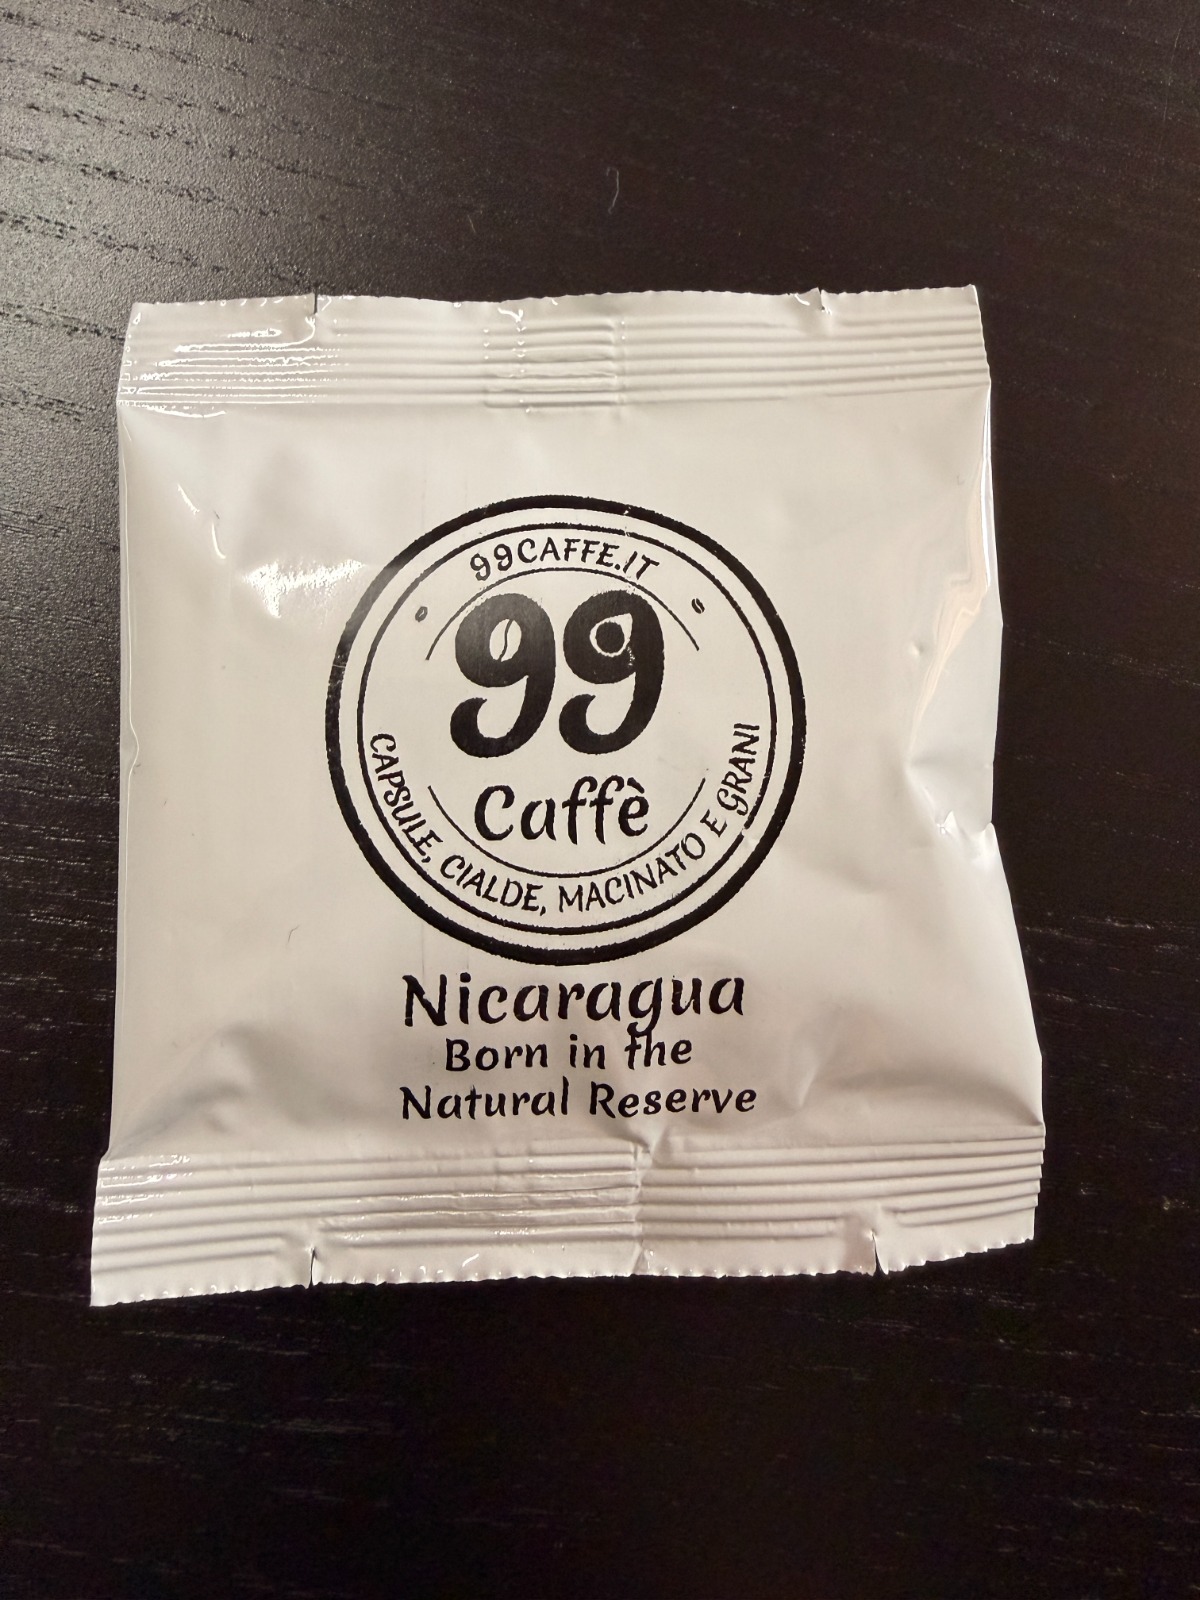 99CAFFE.IT
99
Caffè
CAPSULE, CIALDE, MACINATO E GRANI
Nicaragua
Born in the
Natural Reserve